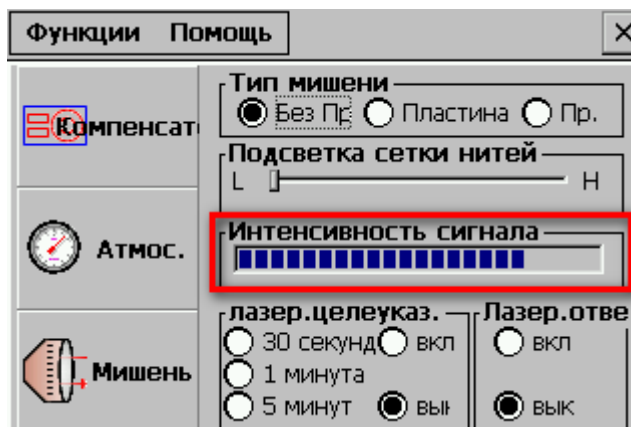 Функции Помощь
Компенсат
Атмос.
Мишень
Тип мишени
Без Пр Пластина Пр.
Подсветка сетки нитей
L H
Интенсивность сигнала
лазер.целеуказ.
30 секунд вкл
1 минута
5 минут вык
Лазер.отве
вкл
вык